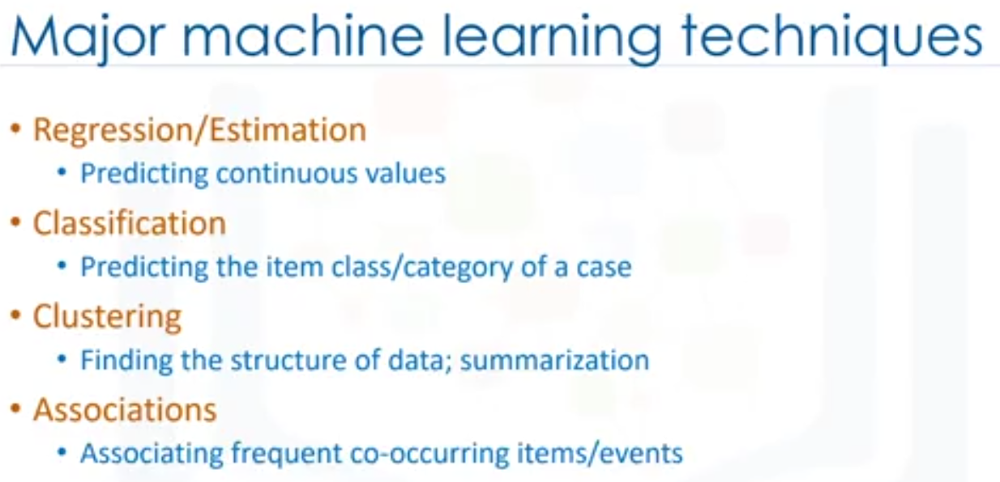 Major machine learning techniques
• Regression/Estimation
• Predicting continuous values
• Classification
• Predicting the item class/category of a case
• Clustering
• Finding the structure of data; summarization
• Associations
• Associating frequent co-occurring items/events